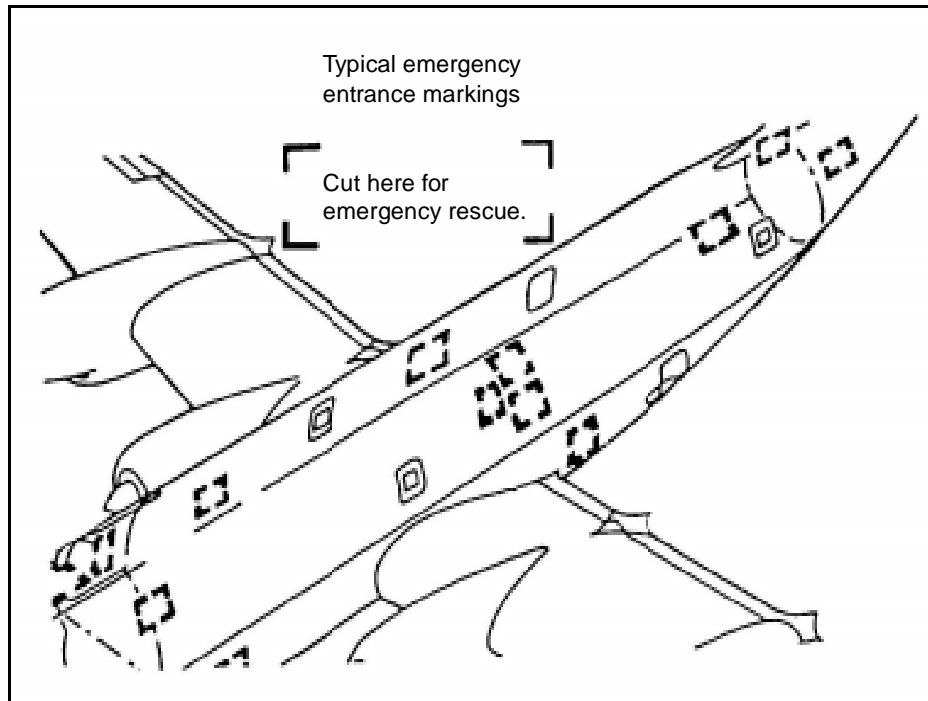 Typical emergency
entrance markings
Cut here for
emergency rescue.